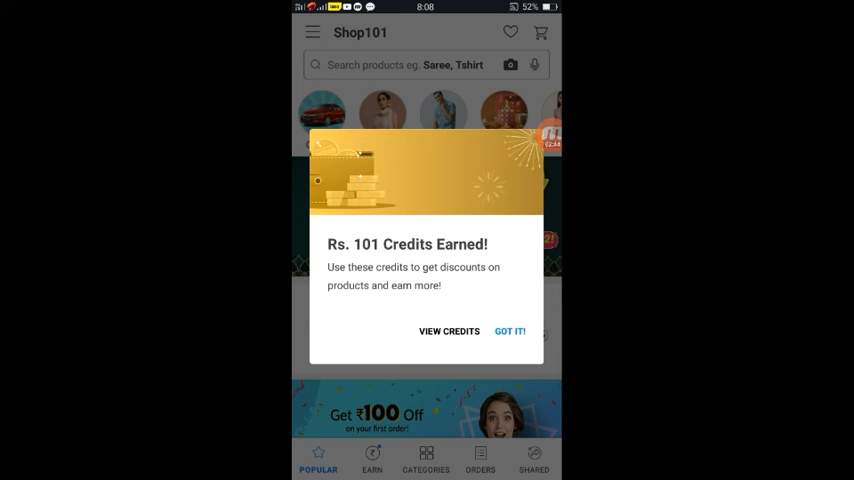 8:08
52%
Shop101
Search products eg. Saree, Tshirt
02:44
Rs. 101 Credits Earned!
Use these credits to get discounts on
products and earn more!
VIEW CREDITS
GOT IT!
Get ₹100 Off
on your first order!
POPULAR
EARN
CATEGORIES
ORDERS
SHARED